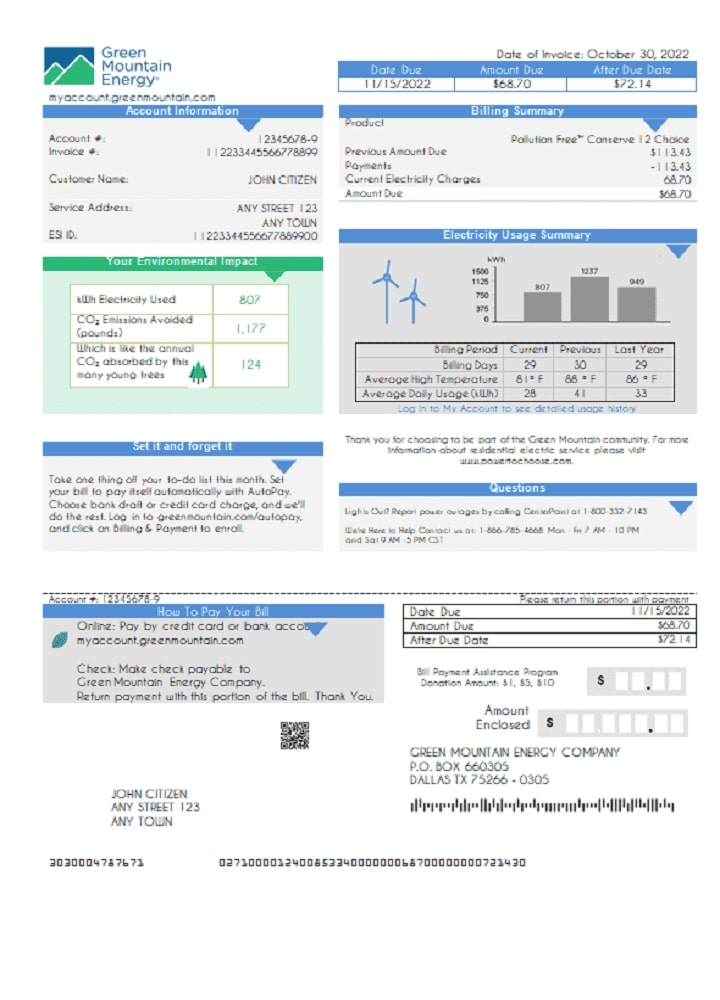 Green
Mountain
Energy®
myaccount.greenmountain.com
Date of Invoice: October 30, 2022
Date Due Amount Due After Due Date
11/15/2022 $68.70 $72.14
Account Information
Account #: 12345678-9
Invoice #: 112233445566778899
Customer Name: JOHN CITIZEN
Service Address: ANY STREET 123
ANY TOWN
ESI ID: 1122334455667788990​0
Billing Summary
Product
Pollution Free™ Conserve 12 Choice
Previous Amount Due $113.43
Payments -113.43
Current Electricity Charges 68.70
Amount Due $68.70
Your Environmental Impact
kWh Electricity Used 807
CO₂ Emissions Avoided
(pounds) 1,177
Which is like the annual
CO₂ absorbed by this
many young trees 124
Electricity Usage Summary
kWh
1500
1125
750
375
0
807
1237
949
Billing Period Current Previous Last Year
Billing Days 29 30 29
Average High Temperature 81° F 88 ° F 86 ° F
Average Daily Usage (kWh) 28 41 33
Log in to My Account to see detailed usage history
Set it and forget it
Take one thing off your to-do list this month. Set
your bill to pay itself automatically with AutoPay.
Choose bank draft or credit card charge, and we'll
do the rest. Log in to greenmountain.com/autopay,
and click on Billing & Payment to enroll.
Thank you for choosing to be part of the Green Mountain community. For more
information about residential electric service please visit
www.powertochoose.com.
Questions
Lights Out? Report power outages by calling CenterPoint at 1-800-332-7143
We're Here to Help Contact us at: 1-866-785-4668 Mon - Fri 7 AM - 10 PM
and Sat 9 AM -5 PM CST
Account #: 12345678-9
Please return this portion with payment
How To Pay Your Bill
Online: Pay by credit card or bank accou
myaccount.greenmountain.com
Check: Make check payable to
Green Mountain Energy Company.
Return payment with this portion of the bill. Thank You.
Date Due 11/15/2022
Amount Due $68.70
After Due Date $72.14
Bill Payment Assistance Program
Donation Amount: $1, $5, $10 $ .
Amount
Enclosed $ .
GREEN MOUNTAIN ENERGY COMPANY
P.O. BOX 660305
DALLAS TX 75266 - 0305
JOHN CITIZEN
ANY STREET 123
ANY TOWN
3030004787671 027100001240085334000000068700000000721430